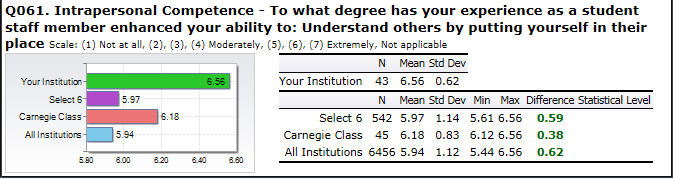 Q061. Intrapersonal Competence - To what degree has your experience as a student
staff member enhanced your ability to: Understand others by putting yourself in their
place Scale: (1) Not at all, (2), (3), (4) Moderately, (5), (6), (7) Extremely, Not applicable
Your Institution 6.56
Select 6 5.97
Carnegie Class 6.18
All Institutions 5.94
5.80 6.00 6.20 6.40 6.60
N Mean Std Dev
Your Institution 43 6.56 0.62
N Mean Std Dev Min Max Difference Statistical Level
Select 6 542 5.97 1.14 5.61 6.56 0.59
Carnegie Class 45 6.18 0.83 6.12 6.56 0.38
All Institutions 6456 5.94 1.12 5.44 6.56 0.62